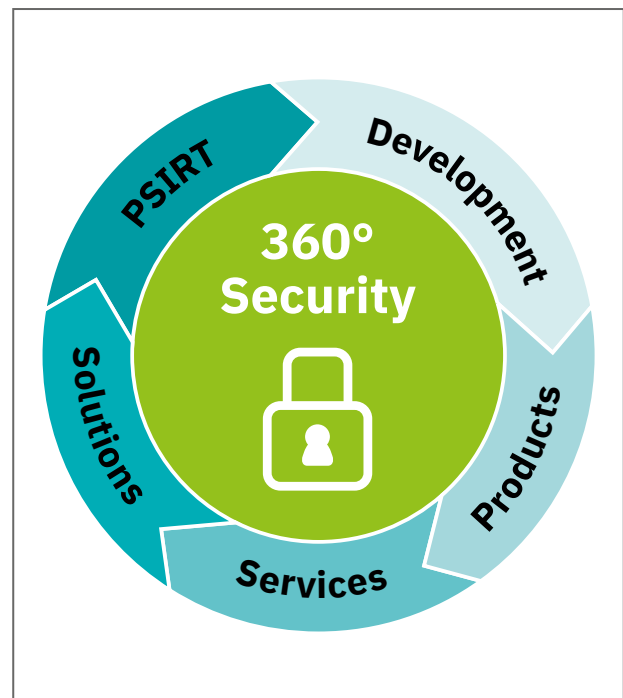 360°
Security
Development
Products
Services
Solutions
PSIRT